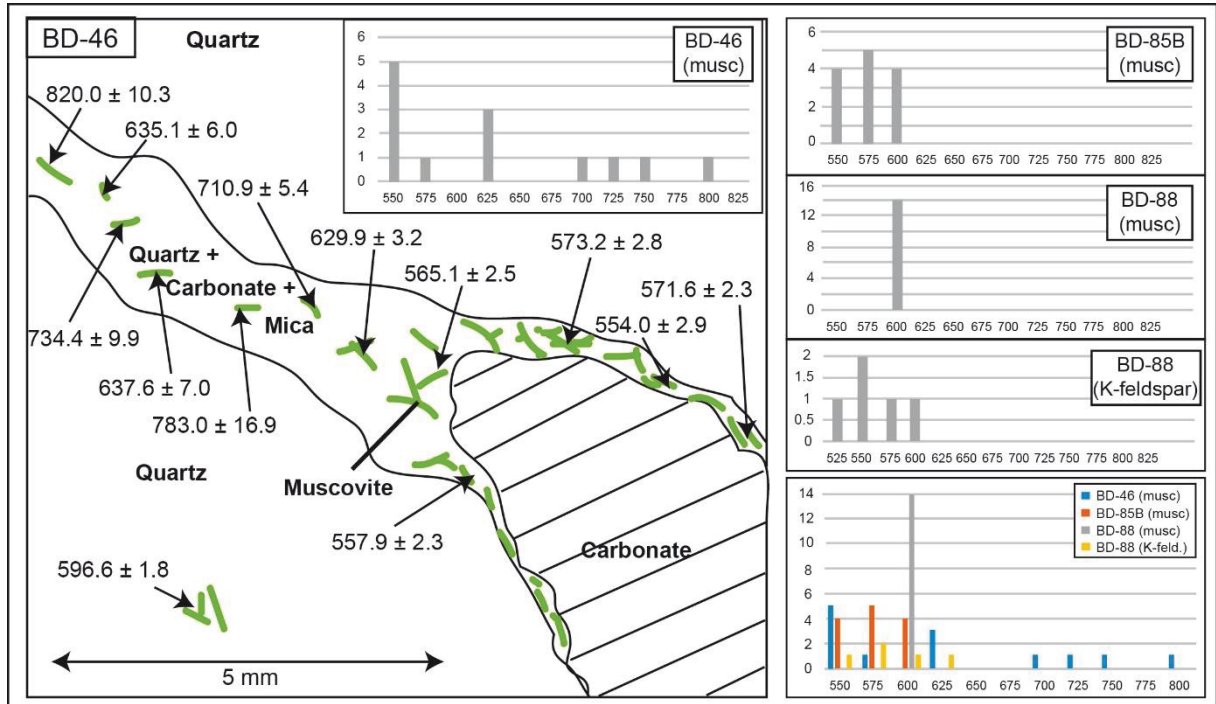 BD-46
Quartz
820.0 ± 10.3
635.1 ± 6.0
710.9 ± 5.4
629.9 ± 3.2
565.1 ± 2.5
573.2 ± 2.8
571.6 ± 2.3
554.0 ± 2.9
Quartz +
Carbonate +
Mica
734.4 ± 9.9
637.6 ± 7.0
783.0 ± 16.9
Quartz
Muscovite
557.9 ± 2.3
Carbonate
596.6 ± 1.8
5 mm
BD-46
(musc)
6
5
4
3
2
1
0
550 575 600 625 650 675 700 725 750 775 800 825
BD-85B
(musc)
6
4
2
0
550 575 600 625 650 675 700 725 750 775 800 825
BD-88
(musc)
16
14
12
10
8
6
4
2
0
550 575 600 625 650 675 700 725 750 775 800 825
BD-88
(K-feldspar)
2
1.5
1
0.5
0
525 550 575 600 625 650 675 700 725 750 775 800 825
BD-46 (musc)
BD-85B (musc)
BD-88 (musc)
BD-88 (K-feld.)
14
12
10
8
6
4
2
0
550 575 600 625 650 675 700 725 750 775 800